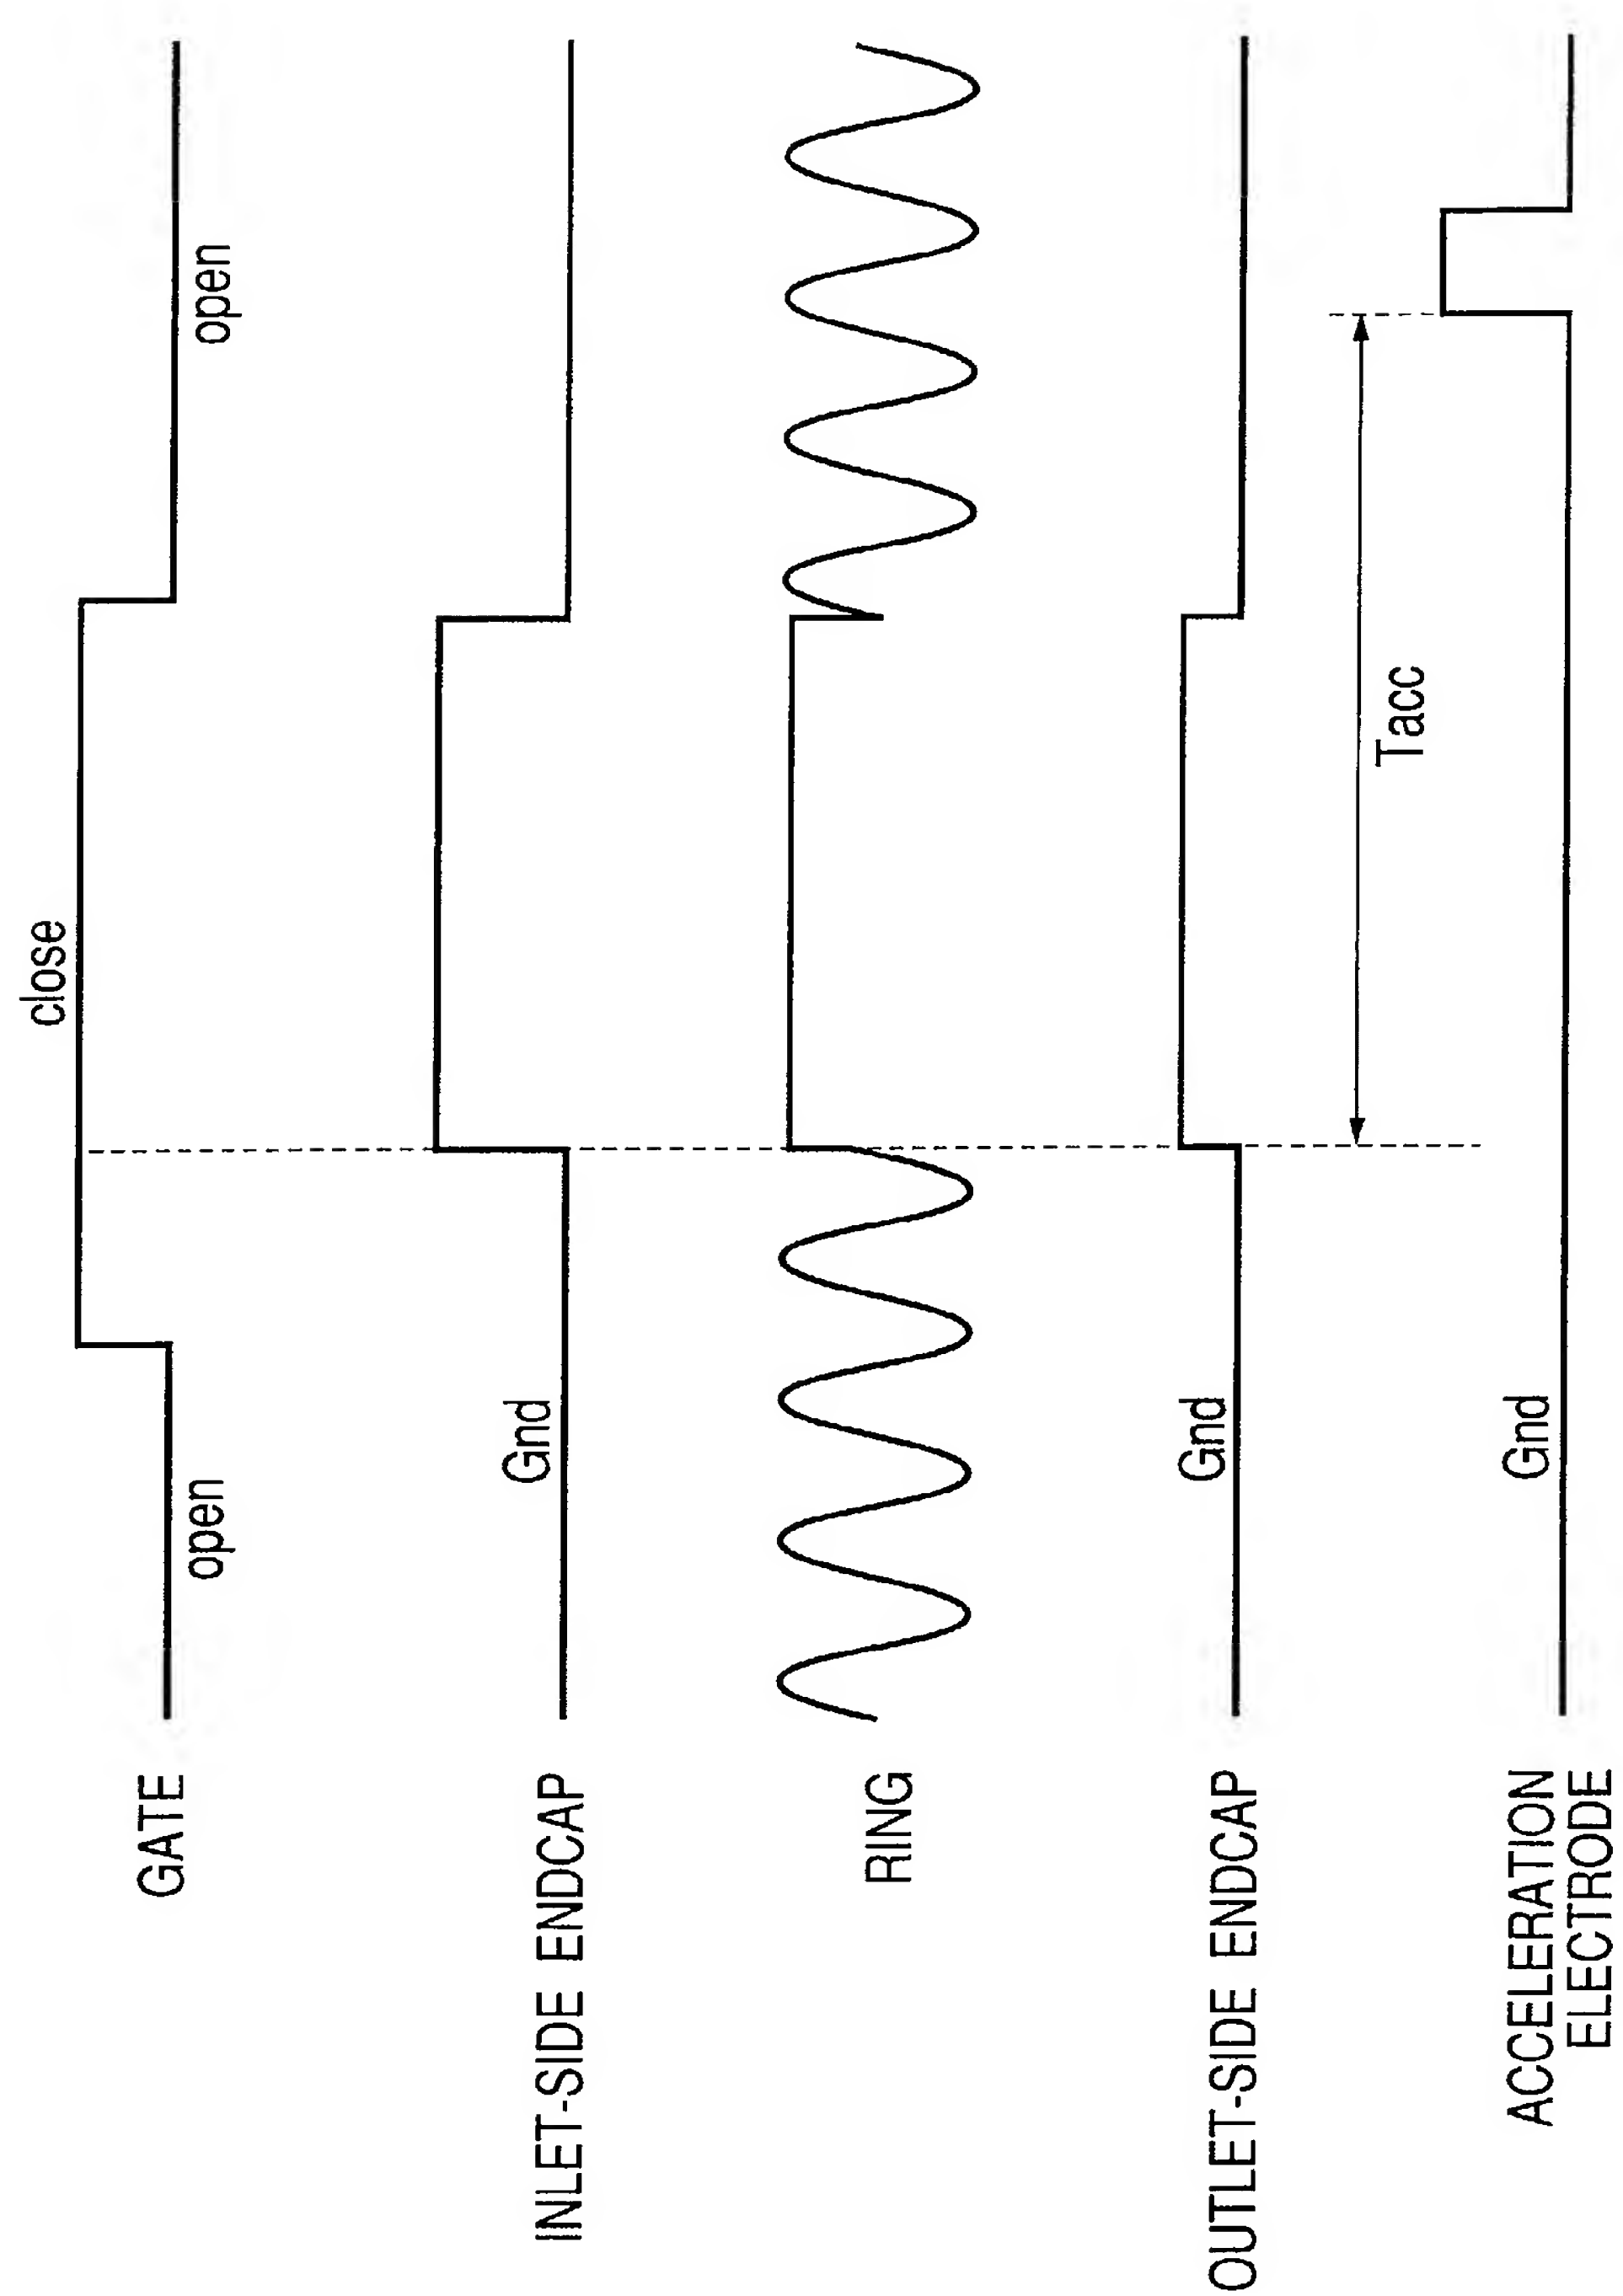 GATE
open
close
open
INLET-SIDE ENDCAP
Gnd
RING
OUTLET-SIDE ENDCAP
Gnd
Tacc
ACCELERATION
ELECTRODE
Gnd